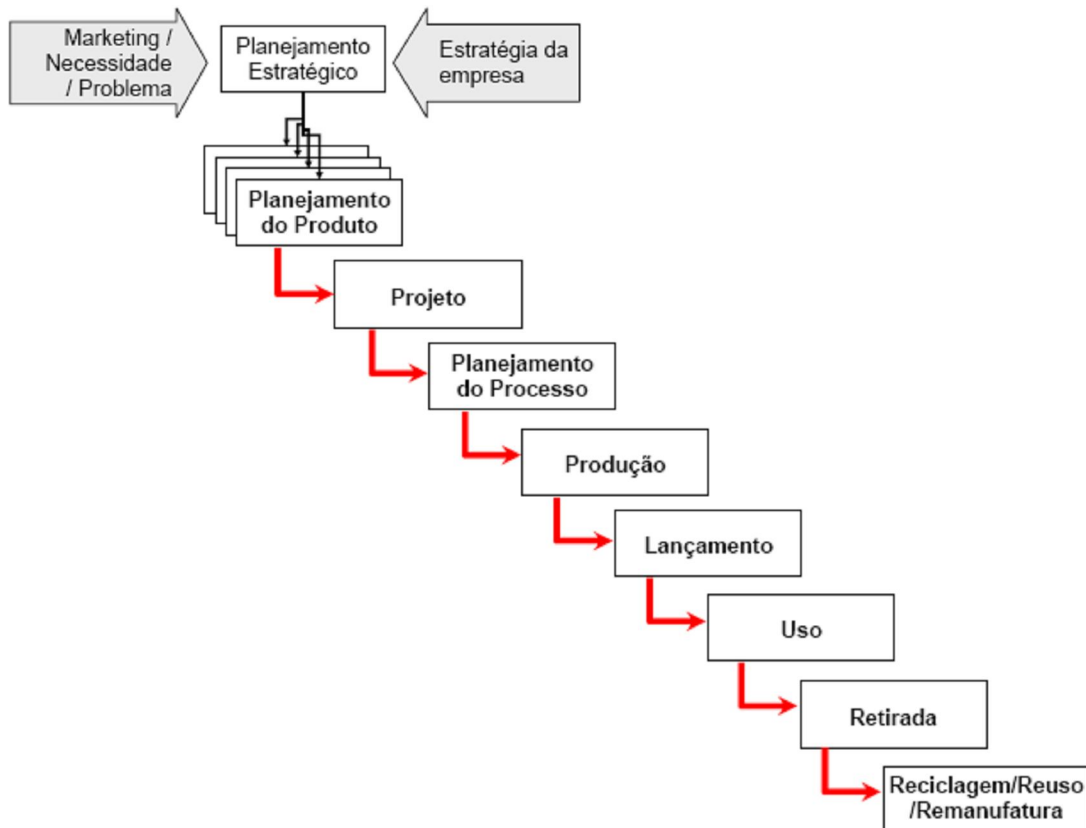 Marketing /
Necessidade
/ Problema
Planejamento
Estratégico
Estratégia da
empresa
Planejamento
do Produto
Projeto
Planejamento
do Processo
Produção
Lançamento
Uso
Retirada
Reciclagem/Reuso
/Remanufatura